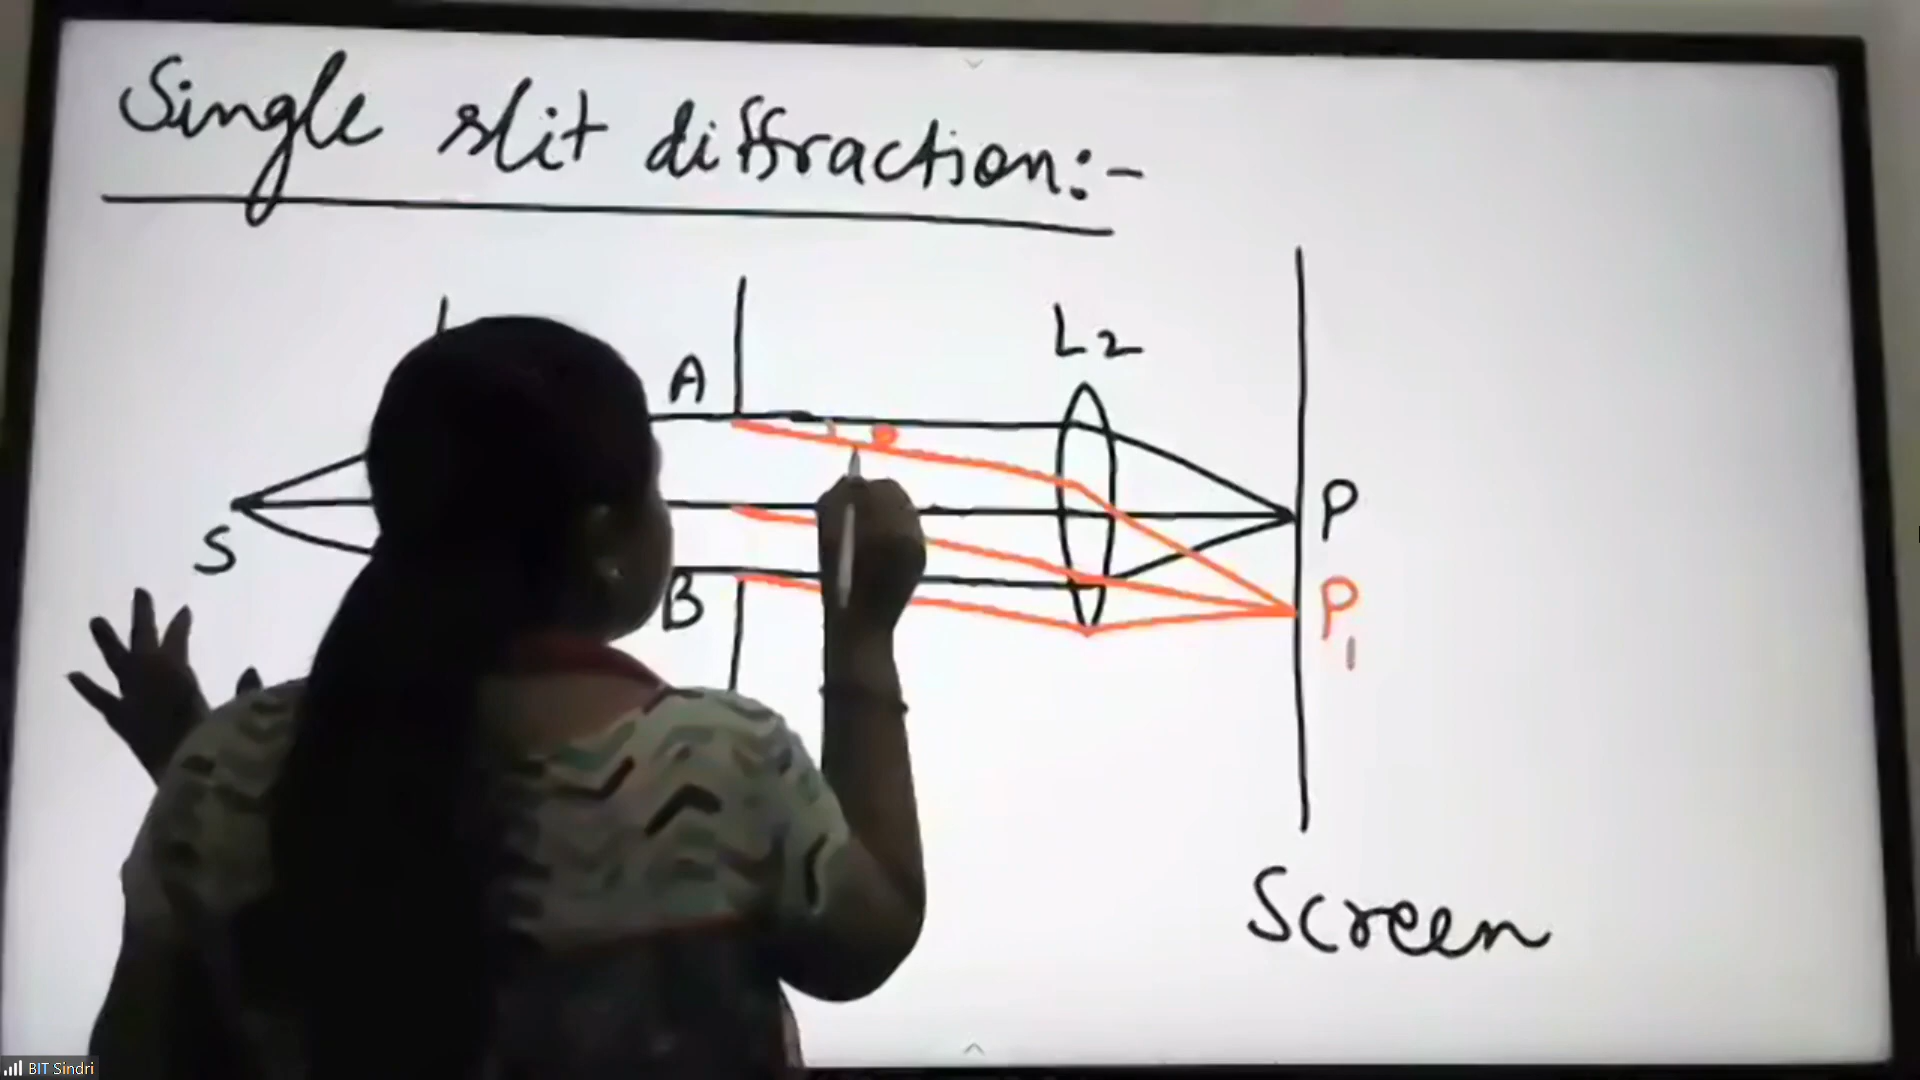 Single slit diffraction:-
L2
A
P
S
B
P1
Screen
BIT Sindri